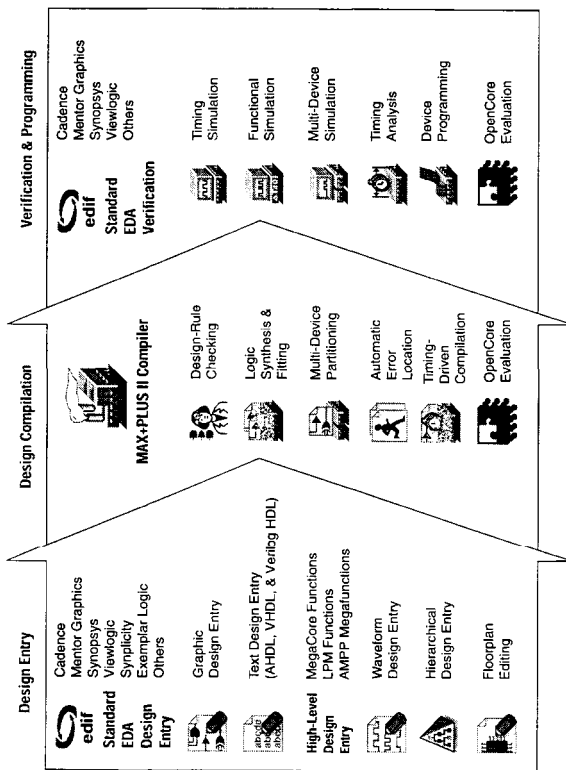 Design Entry
edif
Standard
EDA
Design
Entry
Cadence
Mentor Graphics
Synopsys
Viewlogic
Synplicity
Exemplar Logic
Others
Graphic
Design Entry
abcd
abcd
abcd
Text Design Entry
(AHDL, VHDL, & Verilog HDL)
High-Level
Design
Entry
MegaCore Functions
LPM Functions
AMPP Megafunctions
Waveform
Design Entry
Hierarchical
Design Entry
Floorplan
Editing
Design Compilation
MAX+PLUS II Compiler
Design-Rule
Checking
Logic
Synthesis &
Fitting
Multi-Device
Partitioning
Automatic
Error
Location
Timing-
Driven
Compilation
OpenCore
Evaluation
Verification & Programming
edif
Standard
EDA
Verification
Cadence
Mentor Graphics
Synopsys
Viewlogic
Others
Timing
Simulation
Functional
Simulation
Multi-Device
Simulation
Timing
Analysis
Device
Programming
OpenCore
Evaluation